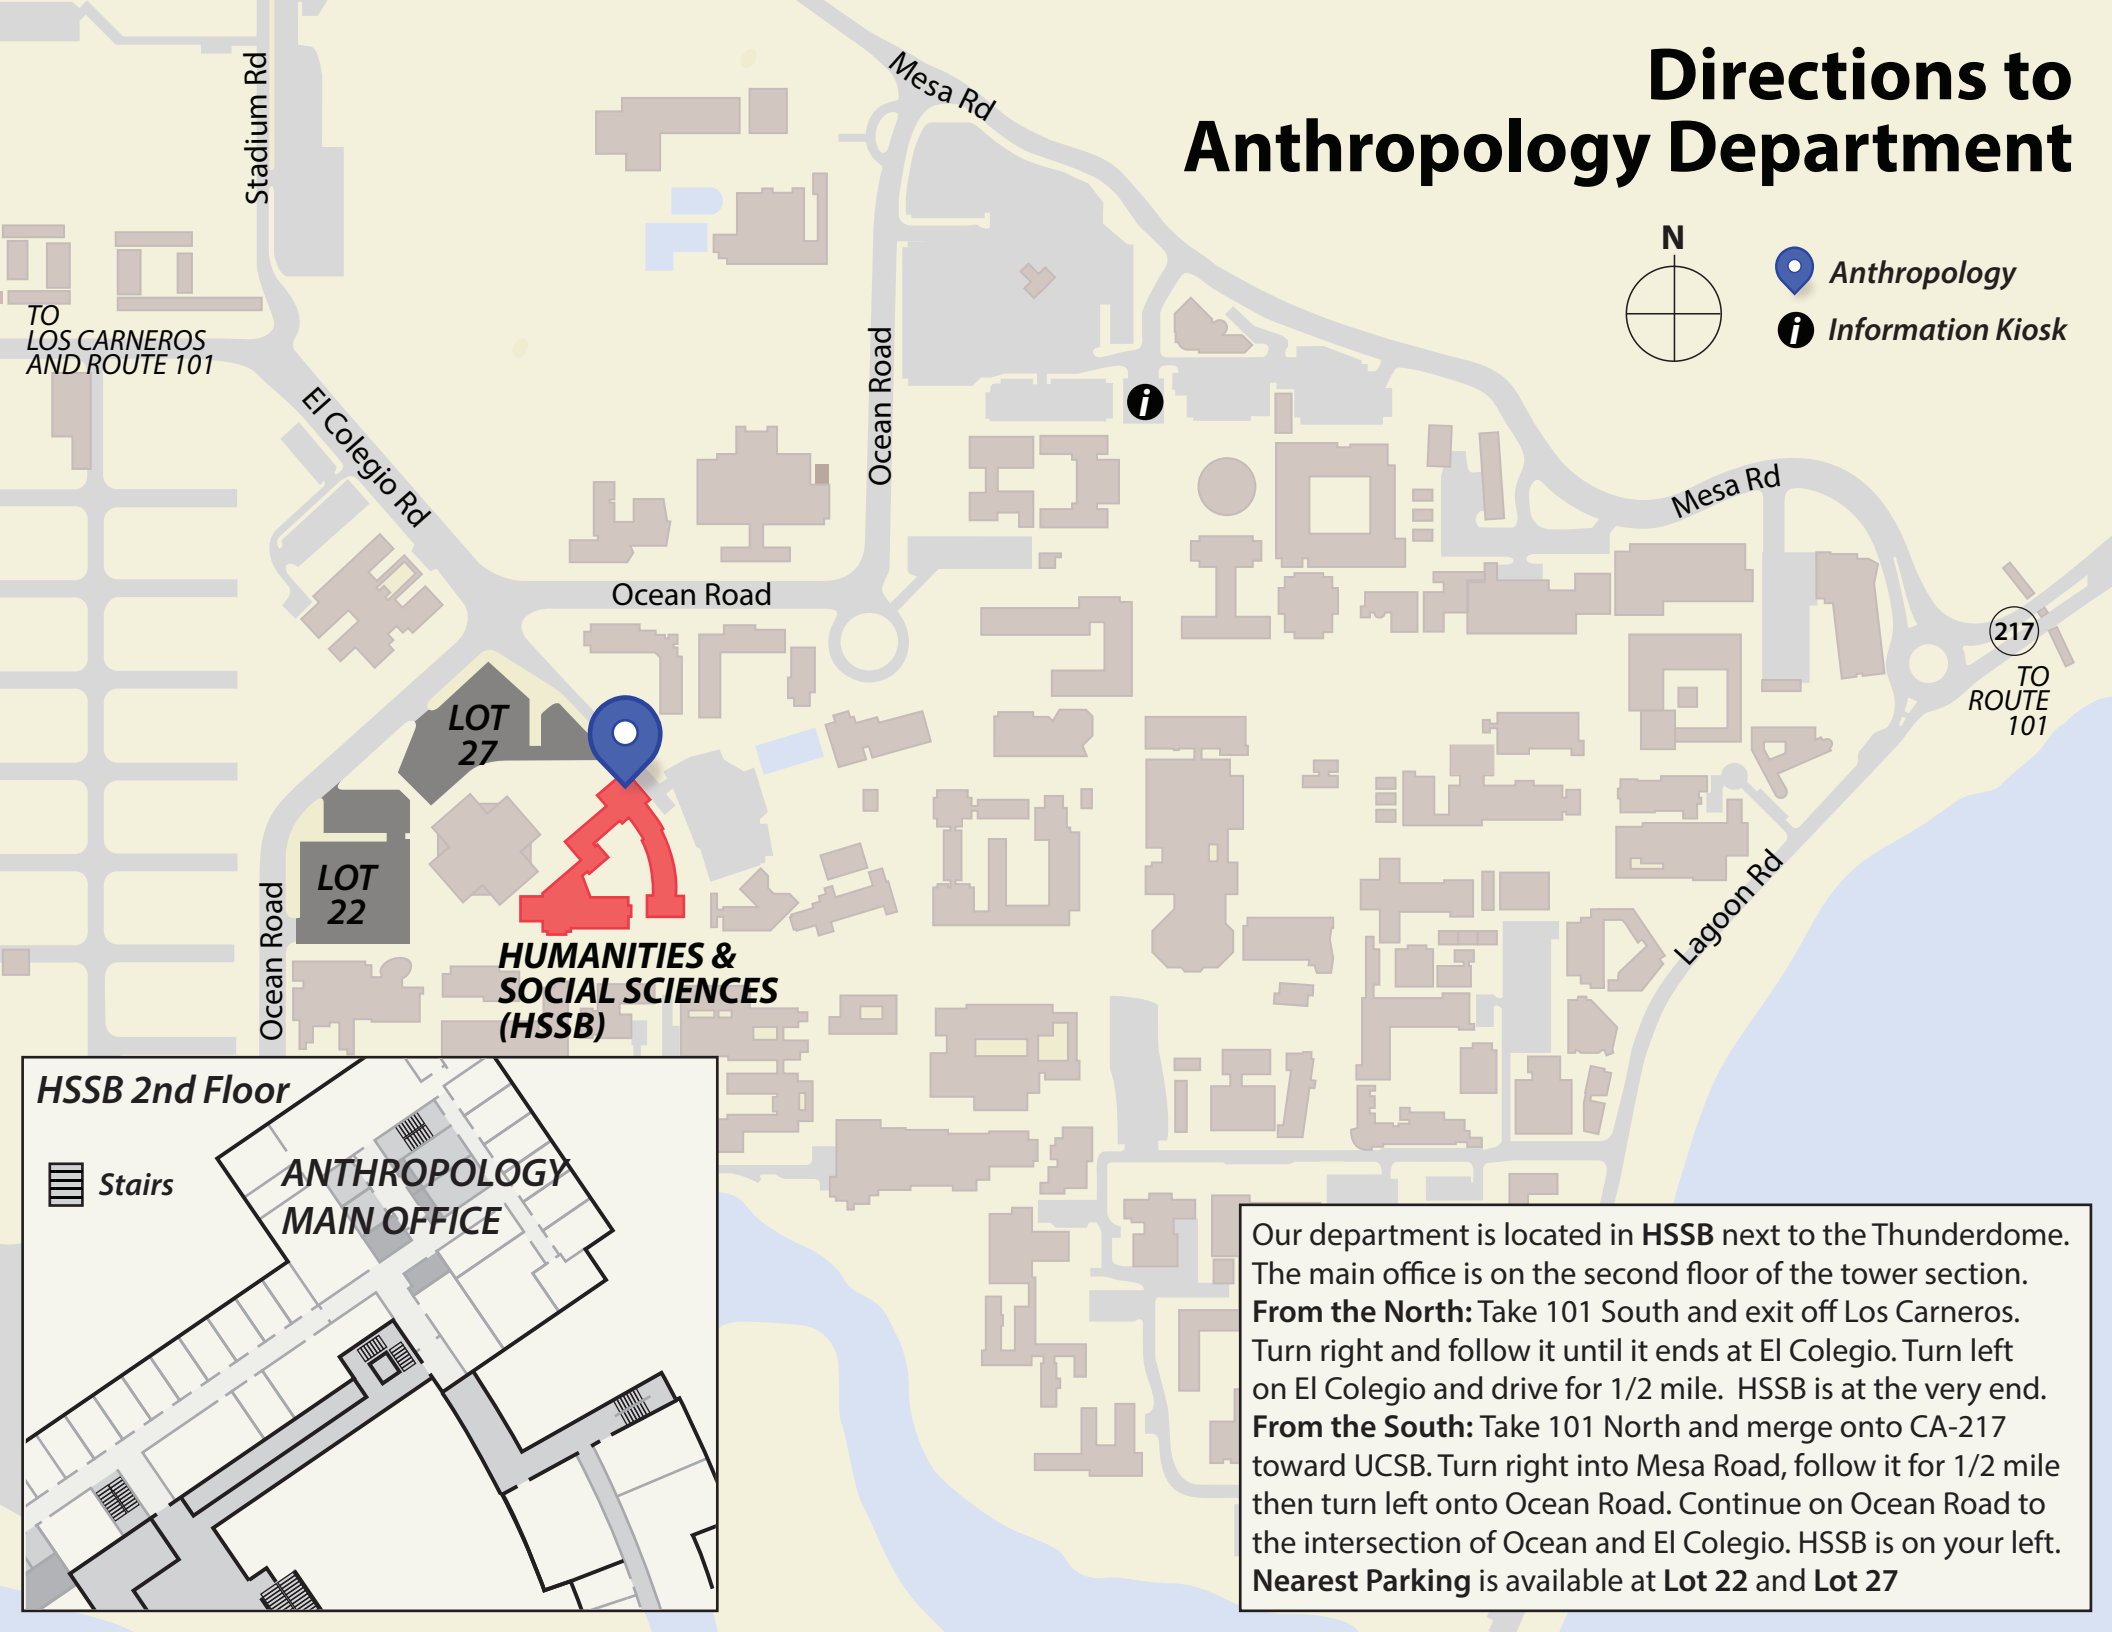 Directions to
Anthropology Department
N
Anthropology
i
Information Kiosk
Stadium Rd
Mesa Rd
TO
LOS CARNEROS
AND ROUTE 101
El Colegio Rd
Ocean Road
i
Mesa Rd
Ocean Road
217
TO
ROUTE
101
LOT
27
LOT
22
Ocean Road
Lagoon Rd
HUMANITIES &
SOCIAL SCIENCES
(HSSB)
HSSB 2nd Floor
Stairs
ANTHROPOLOGY
MAIN OFFICE
Our department is located in HSSB next to the Thunderdome.
The main office is on the second floor of the tower section.
From the North: Take 101 South and exit off Los Carneros.
Turn right and follow it until it ends at El Colegio. Turn left
on El Colegio and drive for 1/2 mile.  HSSB is at the very end.
From the South: Take 101 North and merge onto CA-217
toward UCSB. Turn right into Mesa Road, follow it for 1/2 mile
then turn left onto Ocean Road. Continue on Ocean Road to
the intersection of Ocean and El Colegio. HSSB is on your left.
Nearest Parking is available at Lot 22 and Lot 27